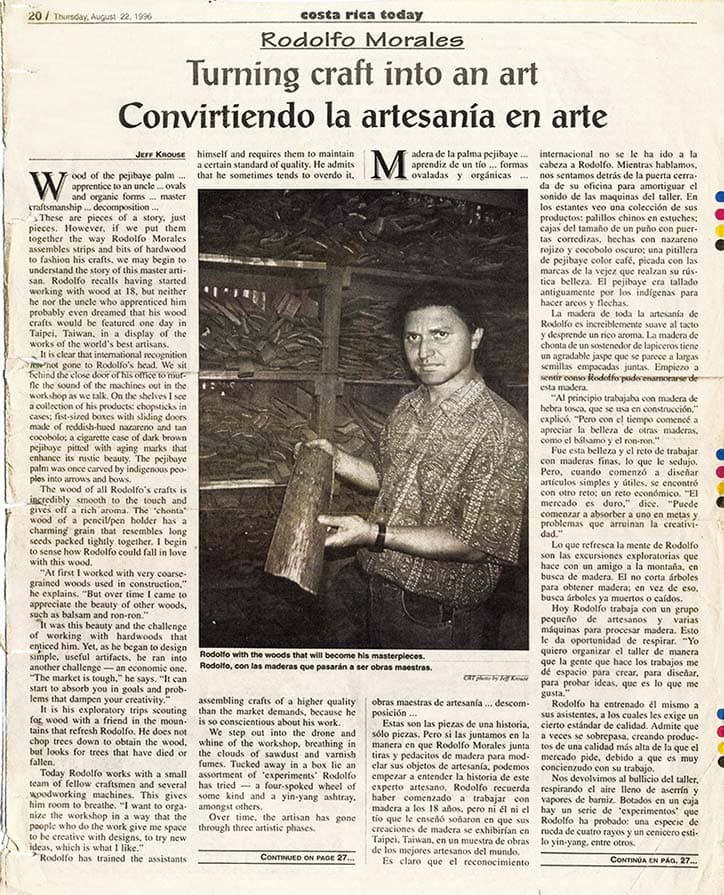 20 / Thursday, August 22, 1996
costa rica today
Rodolfo Morales
Turning craft into an art
Convirtiendo la artesanía en arte
JEFF KROUSE
Wood of the pejibaye palm ...
apprentice to an uncle ... ovals
and organic forms ... master
craftsmanship ... decomposition ...
These are pieces of a story, just
pieces. However, if we put them
together the way Rodolfo Morales
assembles strips and bits of hardwood
to fashion his crafts, we may begin to
understand the story of this master arti-
san. Rodolfo recalls having started
working with wood at 18, but neither
he nor the uncle who apprenticed him
probably even dreamed that his wood
crafts would be featured one day in
Taipei, Taiwan, in a display of the
works of the world's best artisans.
It is clear that international recognition
has not gone to Rodolfo's head. We sit
behind the close door of his office to muf-
fle the sound of the machines out in the
workshop as we talk. On the shelves I see
a collection of his products: chopsticks in
cases; fist-sized boxes with sliding doors
made of reddish-hued nazareno and tan
cocobolo; a cigarette case of dark brown
pejibaye pitted with aging marks that
enhance its rustic beauty. The pejibaye
palm was once carved by indigenous peo-
ples into arrows and bows.
The wood of all Rodolfo's crafts is
incredibly smooth to the touch and
gives off a rich aroma. The 'chonta'
wood of a pencil/pen holder has a
charming grain that resembles long
seeds packed tightly together. I begin
to sense how Rodolfo could fall in love
with this wood.
"At first I worked with very coarse-
grained woods used in construction,"
he explains. "But over time I came to
appreciate the beauty of other woods,
such as balsam and ron-ron."
It was this beauty and the challenge
of working with hardwoods that
enticed him. Yet, as he began to design
simple, useful artifacts, he ran into
another challenge — an economic one.
"The market is tough," he says. "It can
start to absorb you in goals and problems
that dampen your creativity."
It is his exploratory trips scouting
for wood with a friend in the moun-
tains that refresh Rodolfo. He does not
chop trees down to obtain the wood,
but looks for trees that have died or
fallen.
Today Rodolfo works with a small
team of fellow craftsmen and several
woodworking machines. This gives
him room to breathe. "I want to orga-
nize the workshop in a way that the
people who do the work give me space
to be creative with designs, to try new
ideas, which is what I like."
Rodolfo has trained the assistants
himself and requires them to maintain
a certain standard of quality. He admits
that he sometimes tends to overdo it,
Rodolfo with the woods that will become his masterpieces.
Rodolfo, con las maderas que pasarán a ser obras maestras.
CRT photo by Jeff Krouse
assembling crafts of a higher quality
than the market demands, because he
is so conscientious about his work.
We step out into the drone and
whine of the workshop, breathing in
the clouds of sawdust and varnish
fumes. Tucked away in a box lie an
assortment of 'experiments' Rodolfo
has tried — a four-spoked wheel of
some kind and a yin-yang ashtray,
amongst others.
Over time, the artisan has gone
through three artistic phases.
CONTINUED ON PAGE 27...
Madera de la palma pejibaye ...
aprendiz de un tío ... formas
ovaladas y orgánicas ...
obras maestras de artesanía ... descom-
posición ...
Estas son las piezas de una historia,
sólo piezas. Pero si las juntamos en la
manera en que Rodolfo Morales junta
tiras y pedacitos de madera para mode-
lar sus objetos de artesanía, podemos
empezar a entender la historia de este
experto artesano. Rodolfo recuerda
haber comenzado a trabajar con
madera a los 18 años, pero ni él ni el
tío que le enseñó soñaron en que sus
creaciones de madera se exhibirían en
Taipei, Taiwan, en un muestra de obras
de los mejores artesanos del mundo.
Es claro que el reconocimiento
internacional no se le ha ido a la
cabeza a Rodolfo. Mientras hablamos,
nos sentamos detrás de la puerta cerra-
da de su oficina para amortiguar el
sonido de las maquinas del taller. En
los estantes veo una colección de sus
productos: palillos chinos en estuches;
cajas del tamaño de un puño con puer-
tas corredizas, hechas con nazareno
rojizo y cocobolo oscuro; una pitillera
de pejibaye color café, picada con las
marcas de la vejez que realzan su rús-
tica belleza. El pejibaye era tallado
antiguamente por los indígenas para
hacer arcos y flechas.
La madera de toda la artesanía de
Rodolfo es increíblemente suave al tacto
y desprende un rico aroma. La madera de
chonta de un sostenedor de lapiceros tiene
un agradable jaspe que se parece a largas
semillas empacadas juntas. Empiezo a
sentir como Rodolfo pudo enamorarse de
esta madera.
"Al principio trabajaba con madera de
hebra tosca, que se usa en construcción,"
explicó. "Pero con el tiempo comencé a
apreciar la belleza de otras maderas,
como el bálsamo y el ron-ron."
Fue esta belleza y el reto de trabajar
con maderas finas, lo que le sedujo.
Pero, cuando comenzó a diseñar
artículos simples y útiles, se encontró
con otro reto; un reto económico. "El
mercado es duro," dice. "Puede
comenzar a absorber a uno en metas y
problemas que arruinan la creativi-
dad."
Lo que refresca la mente de Rodolfo
son las excursiones exploratorias que
hace con un amigo a la montaña, en
busca de madera. El no corta árboles
para obtener madera; en vez de eso,
busca árboles ya muertos o caídos.
Hoy Rodolfo trabaja con un grupo
pequeño de artesanos y varias
máquinas para procesar madera. Esto
le da oportunidad de respirar. "Yo
quiero organizar el taller de manera
que la gente que hace los trabajos me
dé espacio para crear, para diseñar,
para probar ideas, que es lo que me
gusta."
Rodolfo ha entrenado él mismo a
sus asistentes, a los cuales les exige un
cierto estándar de calidad. Admite que
a veces se sobrepasa, creando produc-
tos de una calidad más alta de la que el
mercado pide, debido a que es muy
concienzudo con su trabajo.
Nos devolvimos al bullicio del taller,
respirando el aire lleno de aserrín y
vapores de barniz. Botados en un caja
hay un serie de 'experimentos' que
Rodolfo ha probado: una especie de
rueda de cuatro rayos y un cenicero esti-
lo yin-yang, entre otros.
CONTINÚA EN PÁG. 27...